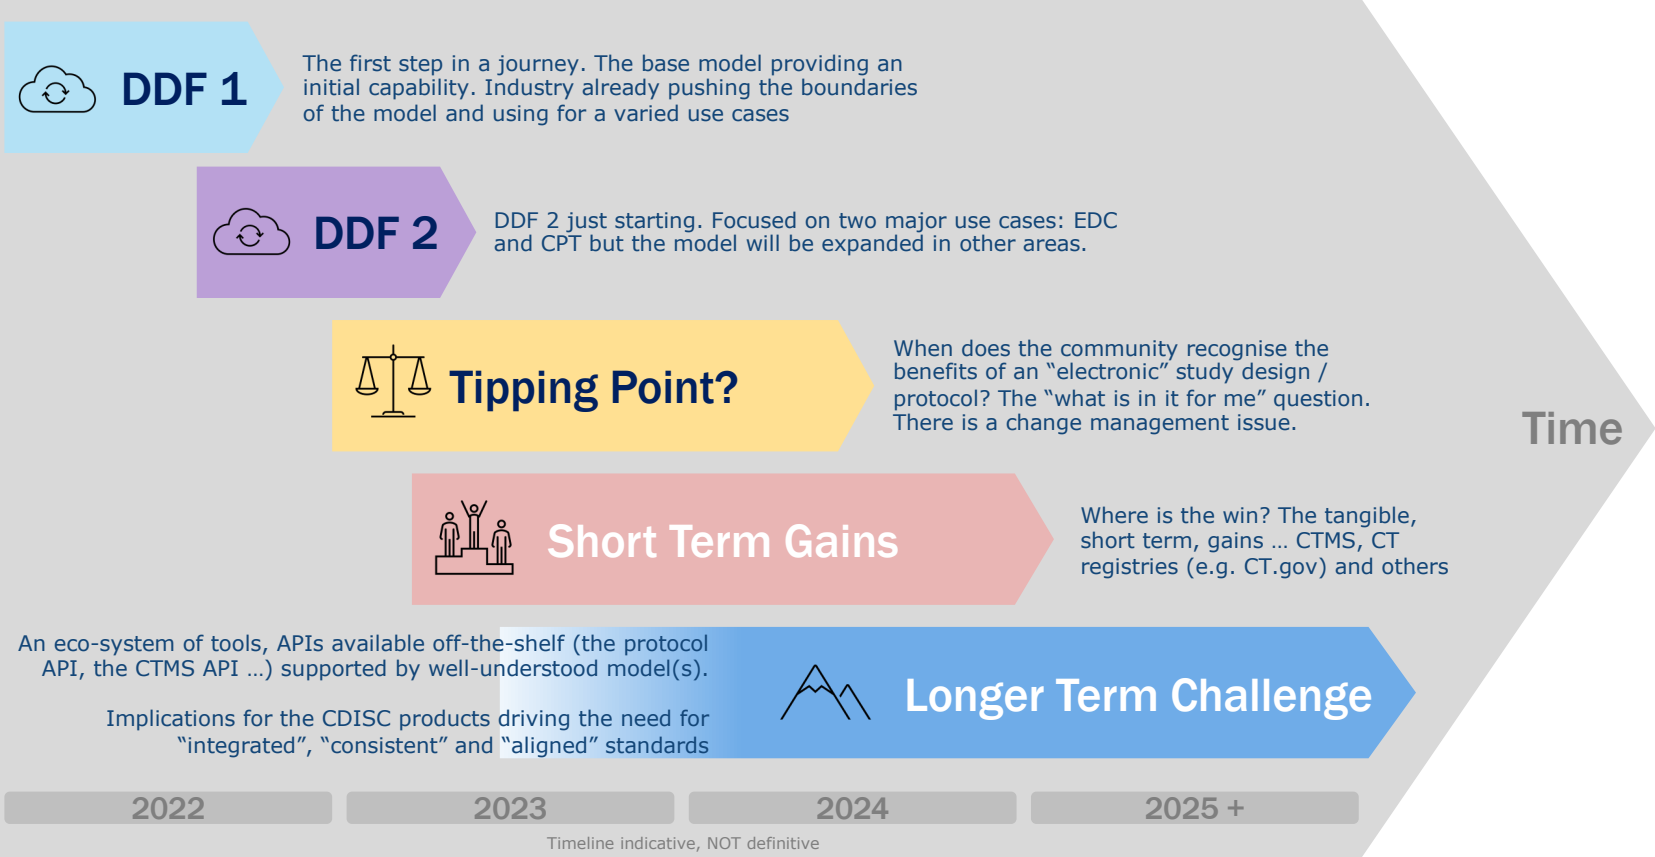 DDF 1
The first step in a journey. The base model providing an
initial capability. Industry already pushing the boundaries
of the model and using for a varied use cases
DDF 2
DDF 2 just starting. Focused on two major use cases: EDC
and CPT but the model will be expanded in other areas.
Tipping Point?
When does the community recognise the
benefits of an “electronic” study design /
protocol? The “what is in it for me” question.
There is a change management issue.
Time
Short Term Gains
Where is the win? The tangible,
short term, gains … CTMS, CT
registries (e.g. CT.gov) and others
An eco-system of tools, APIs available off-the-shelf (the protocol
API, the CTMS API …) supported by well-understood model(s).
Implications for the CDISC products driving the need for
“integrated”, “consistent” and “aligned” standards
Longer Term Challenge
2022
2023
2024
2025 +
Timeline indicative, NOT definitive